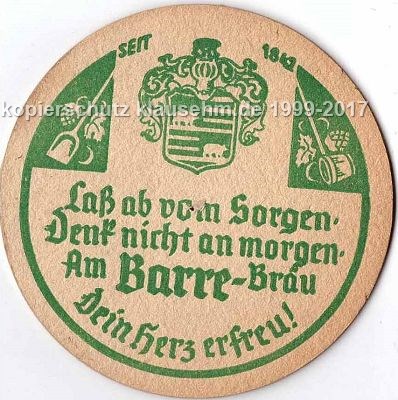 SEIT 1842
kopierschutz klausehm.de/1999-2017
Laß ab vom Sorgen.
Denk nicht an morgen.
Am Barre-Bräu
Dein Herz erfreu!